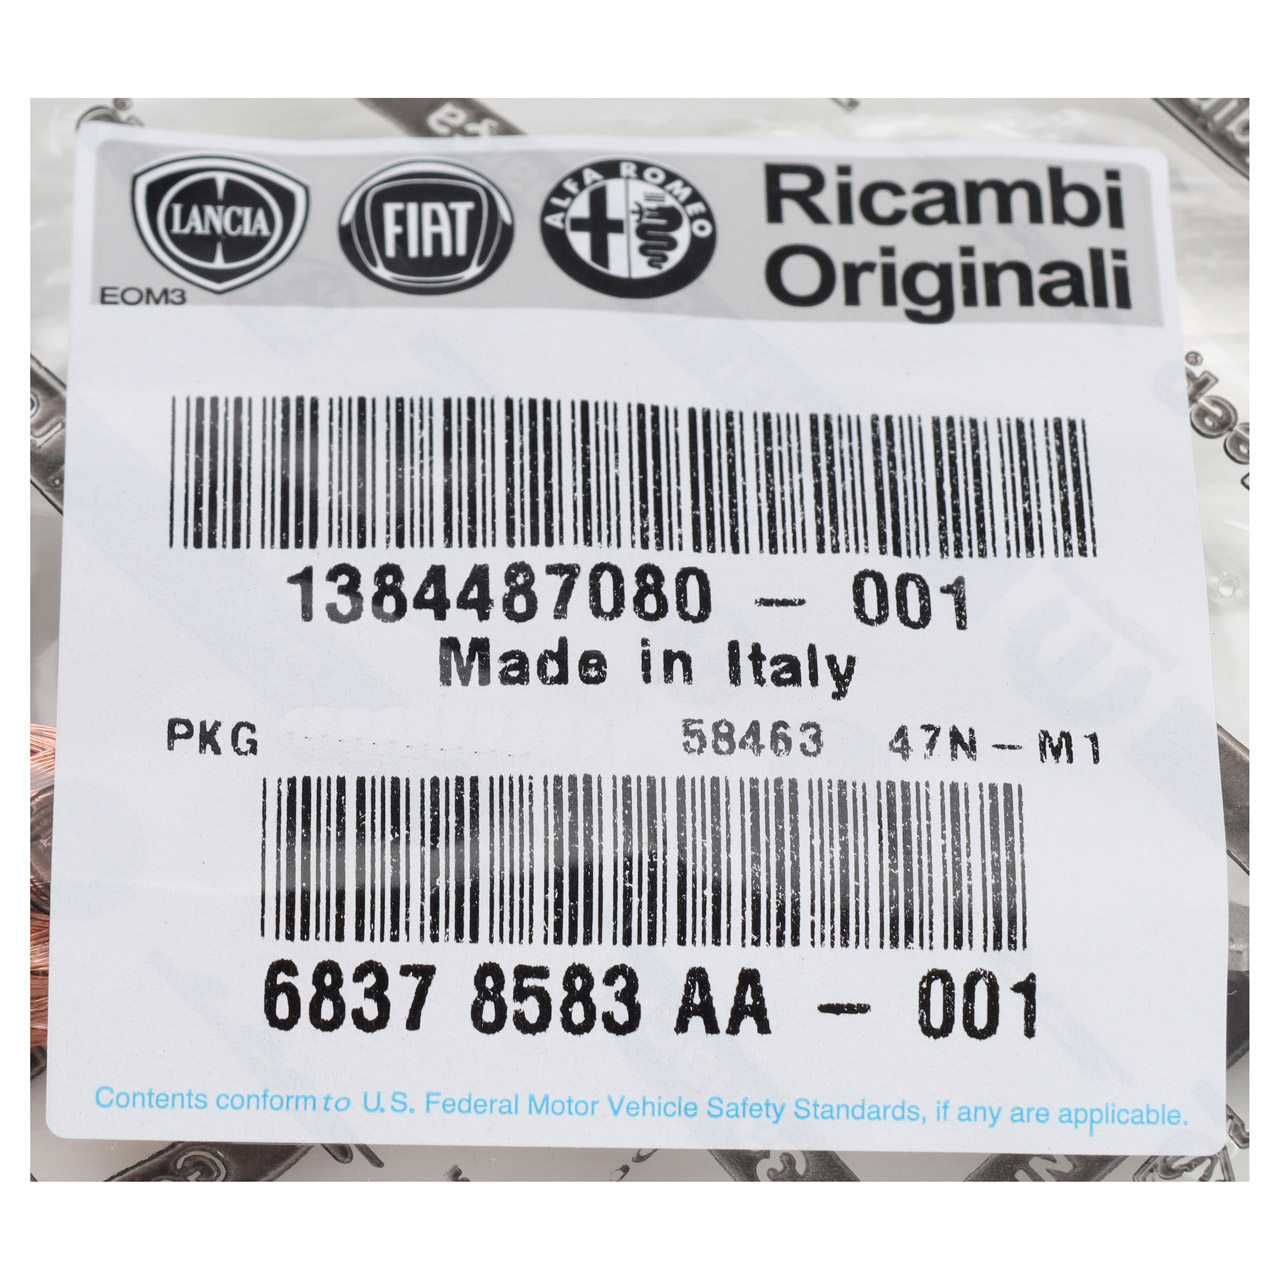 LANCIA
FIAT
ALFA ROMEO
Ricambi
Originali
EOM3
1384487080 – 001
Made in Italy
PKG 58463 47N-M1
6837 8583 AA – 001
Contents conform to U.S. Federal Motor Vehicle Safety Standards, if any are applicable.